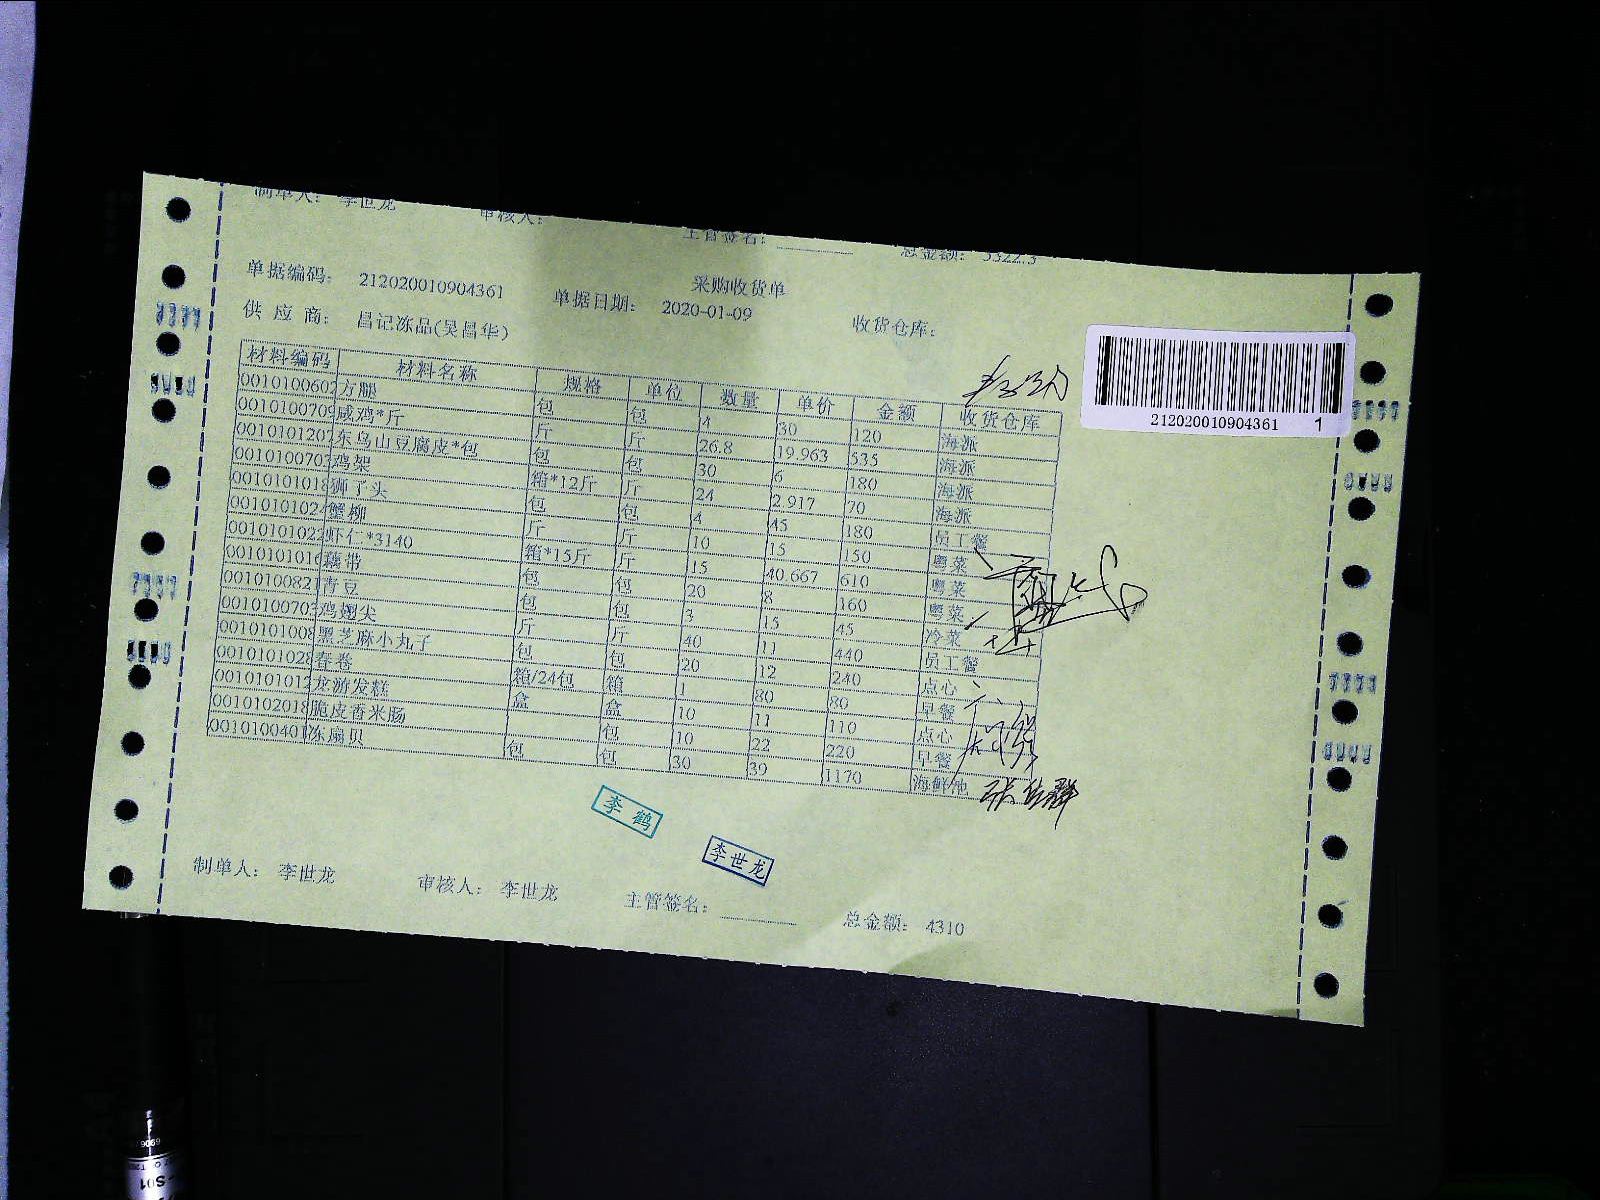 制单人: 李世龙 审核人: 主管签名: 总金额: 5322.3
采购收货单
单据编码: 212020010904361 单据日期: 2020-01-09 收货仓库:
供 应 商: 昌记冻品(吴昌华)
212020010904361 1
材料编码 材料名称 规格 单位 数量 单价 金额 收货仓库
0010100602 方腿 包 包 4 30 120 海派
0010100709 咸鸡*斤 斤 斤 26.8 19.963 535 海派
0010101207 东乌山豆腐皮*包 包 包 30 6 180 海派
0010100703 鸡架 箱*12斤 斤 24 2.917 70 海派
0010101018 狮子头 包 包 4 45 180 员工餐
0010101024 蟹柳 斤 斤 10 15 150 粤菜
0010101022 虾仁*3140 箱*15斤 斤 15 40.667 610 粤菜
0010101016 藕带 包 包 20 8 160 粤菜
0010100821 青豆 包 包 3 15 45 冷菜
0010100703 鸡翅尖 斤 斤 40 11 440 员工餐
0010101008 黑芝麻小丸子 包 包 20 12 240 点心
0010101028 春卷 箱/24包 箱 1 80 80 早餐
0010101012 龙游发糕 盒 盒 10 11 110 点心
0010102018 脆皮香米肠 包 10 22 220 早餐
0010100401 冻扇贝 包 包 30 39 1170 海鲜池
李鹤
李世龙
制单人: 李世龙 审核人: 李世龙 主管签名: 总金额: 4310